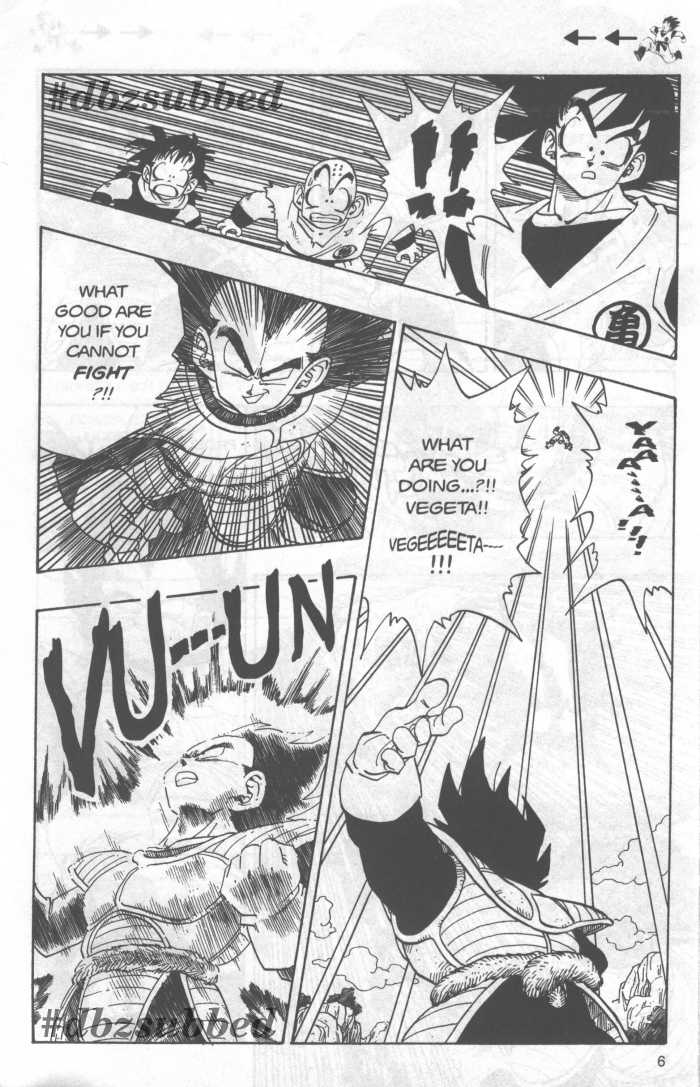 #dbzsubbed
!!
亀
YAA
A......A!!!
WHAT
ARE YOU
DOING...?!!
VEGETA!!
VEGEEEEETA----
!!!
WHAT
GOOD ARE
YOU IF YOU
CANNOT
FIGHT
?!!
VU---UN
#dbzsubbed
6